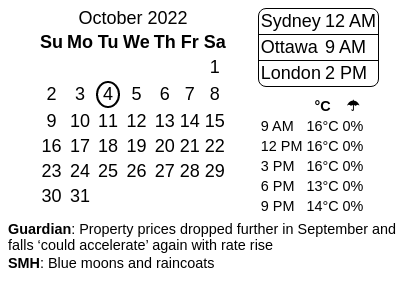 October 2022
Su Mo Tu We Th Fr Sa
1
2 3 4 5 6 7 8
9 10 11 12 13 14 15
16 17 18 19 20 21 22
23 24 25 26 27 28 29
30 31
Sydney 12 AM
Ottawa 9 AM
London 2 PM
°C ☂
9 AM 16°C 0%
12 PM 16°C 0%
3 PM 16°C 0%
6 PM 13°C 0%
9 PM 14°C 0%
Guardian: Property prices dropped further in September and
falls ‘could accelerate’ again with rate rise
SMH: Blue moons and raincoats